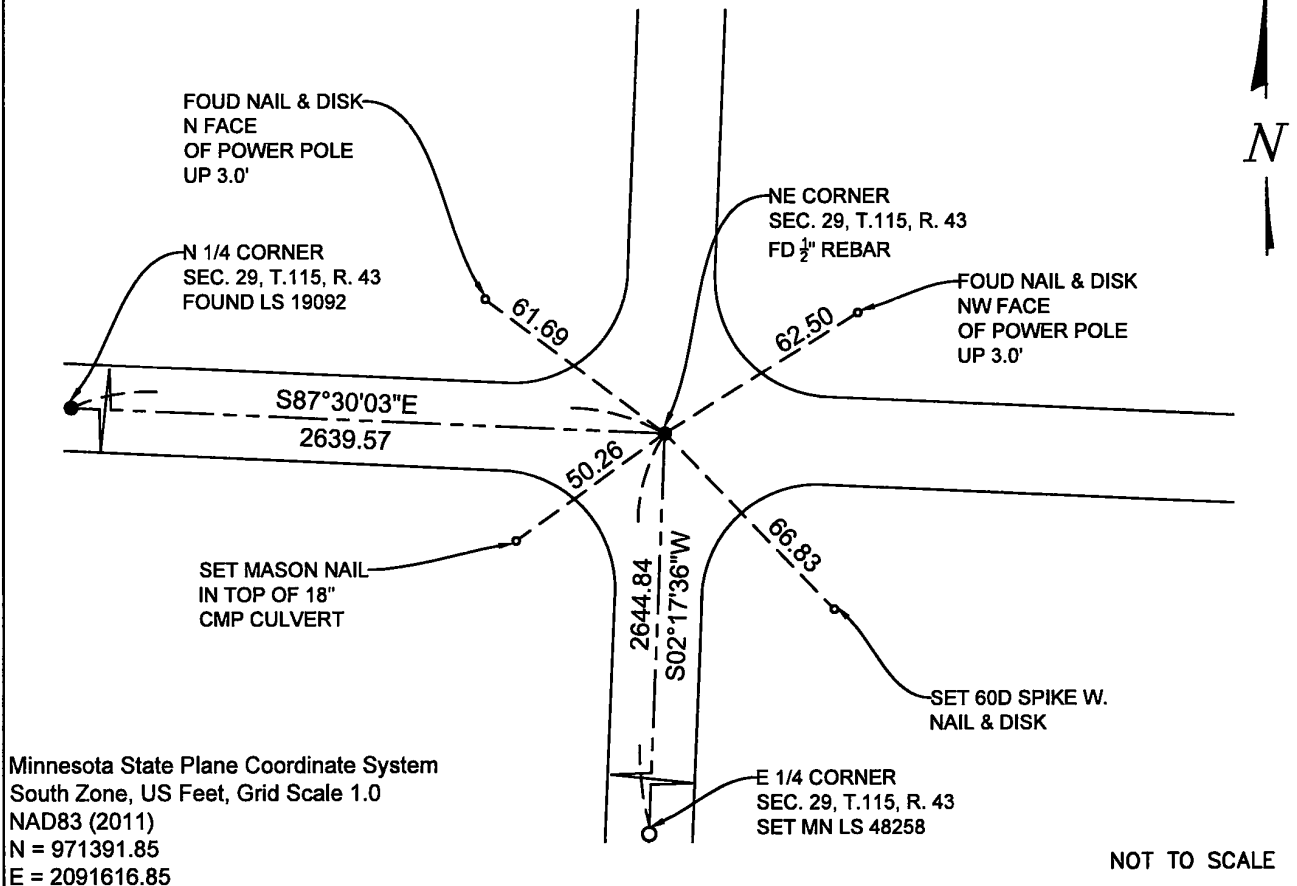 FOUD NAIL & DISK
N FACE
OF POWER POLE
UP 3.0'
N
NE CORNER
SEC. 29, T.115, R. 43
FD 1/2" REBAR
N 1/4 CORNER
SEC. 29, T.115, R. 43
FOUND LS 19092
FOUD NAIL & DISK
NW FACE
OF POWER POLE
UP 3.0'
61.69
62.50
S87°30'03"E
2639.57
50.26
66.83
SET MASON NAIL
IN TOP OF 18"
CMP CULVERT
2644.84
S02°17'36"W
SET 60D SPIKE W.
NAIL & DISK
E 1/4 CORNER
SEC. 29, T.115, R. 43
SET MN LS 48258
Minnesota State Plane Coordinate System
South Zone, US Feet, Grid Scale 1.0
NAD83 (2011)
N = 971391.85
E = 2091616.85
NOT TO SCALE